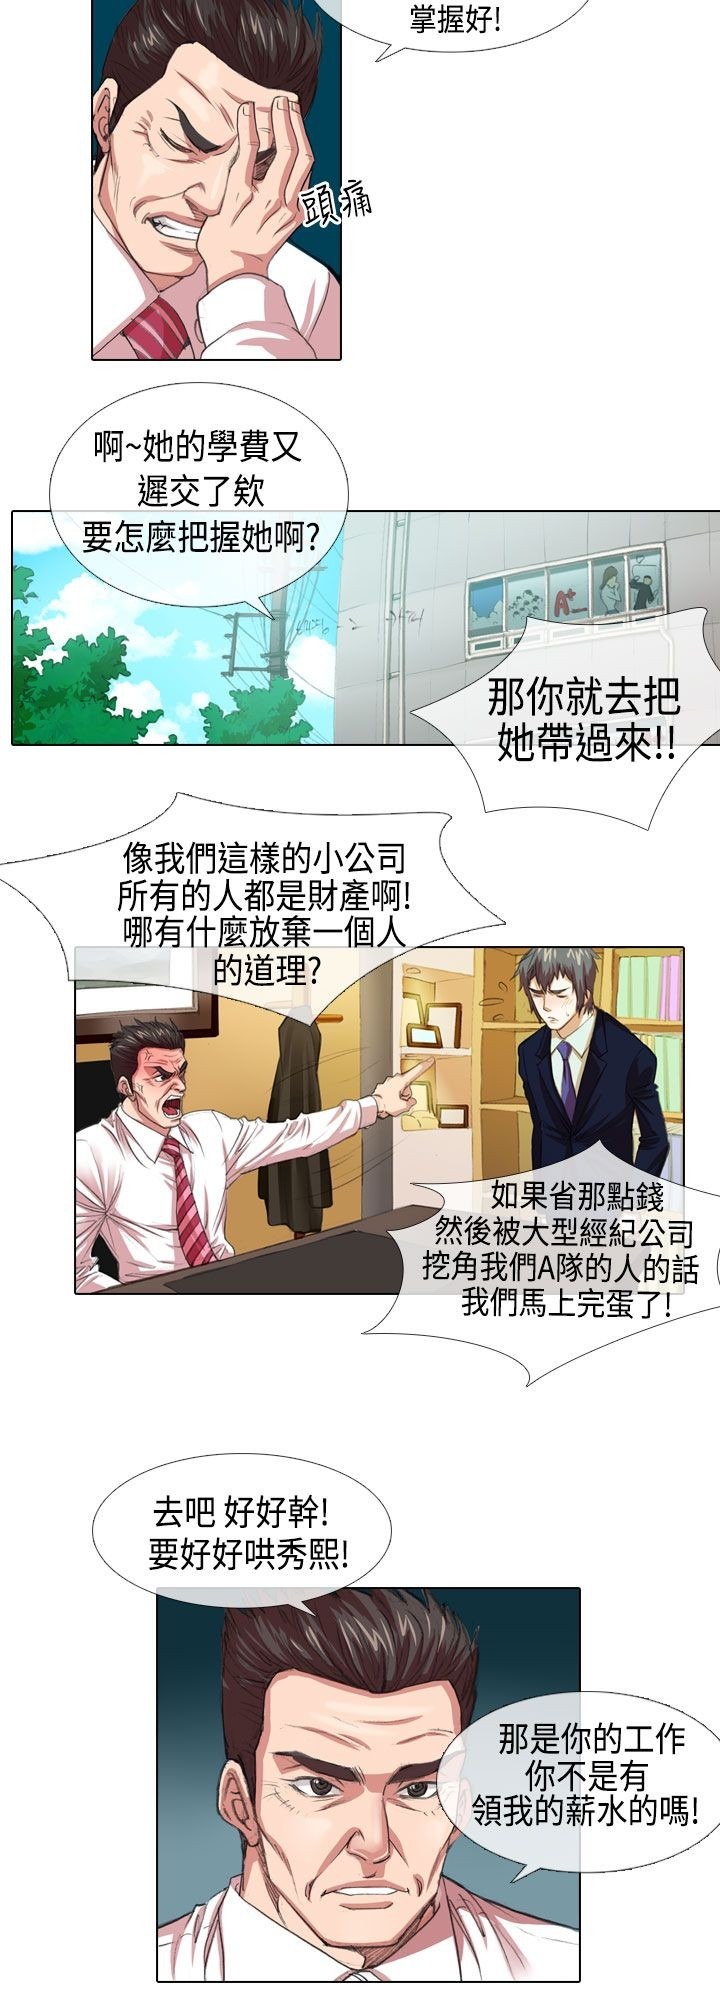 掌握好!
頭痛
啊~她的學費又
遲交了欸
要怎麼把握她啊?
A+
那你就去把
她帶過來!!
像我們這樣的小公司
所有的人都是財產啊!
哪有什麼放棄一個人
的道理?
如果省那點錢
然後被大型經紀公司
挖角我們A隊的人的話
我們馬上完蛋了!
去吧 好好幹!
要好好哄秀熙!
那是你的工作
你不是有
領我的薪水的嗎!